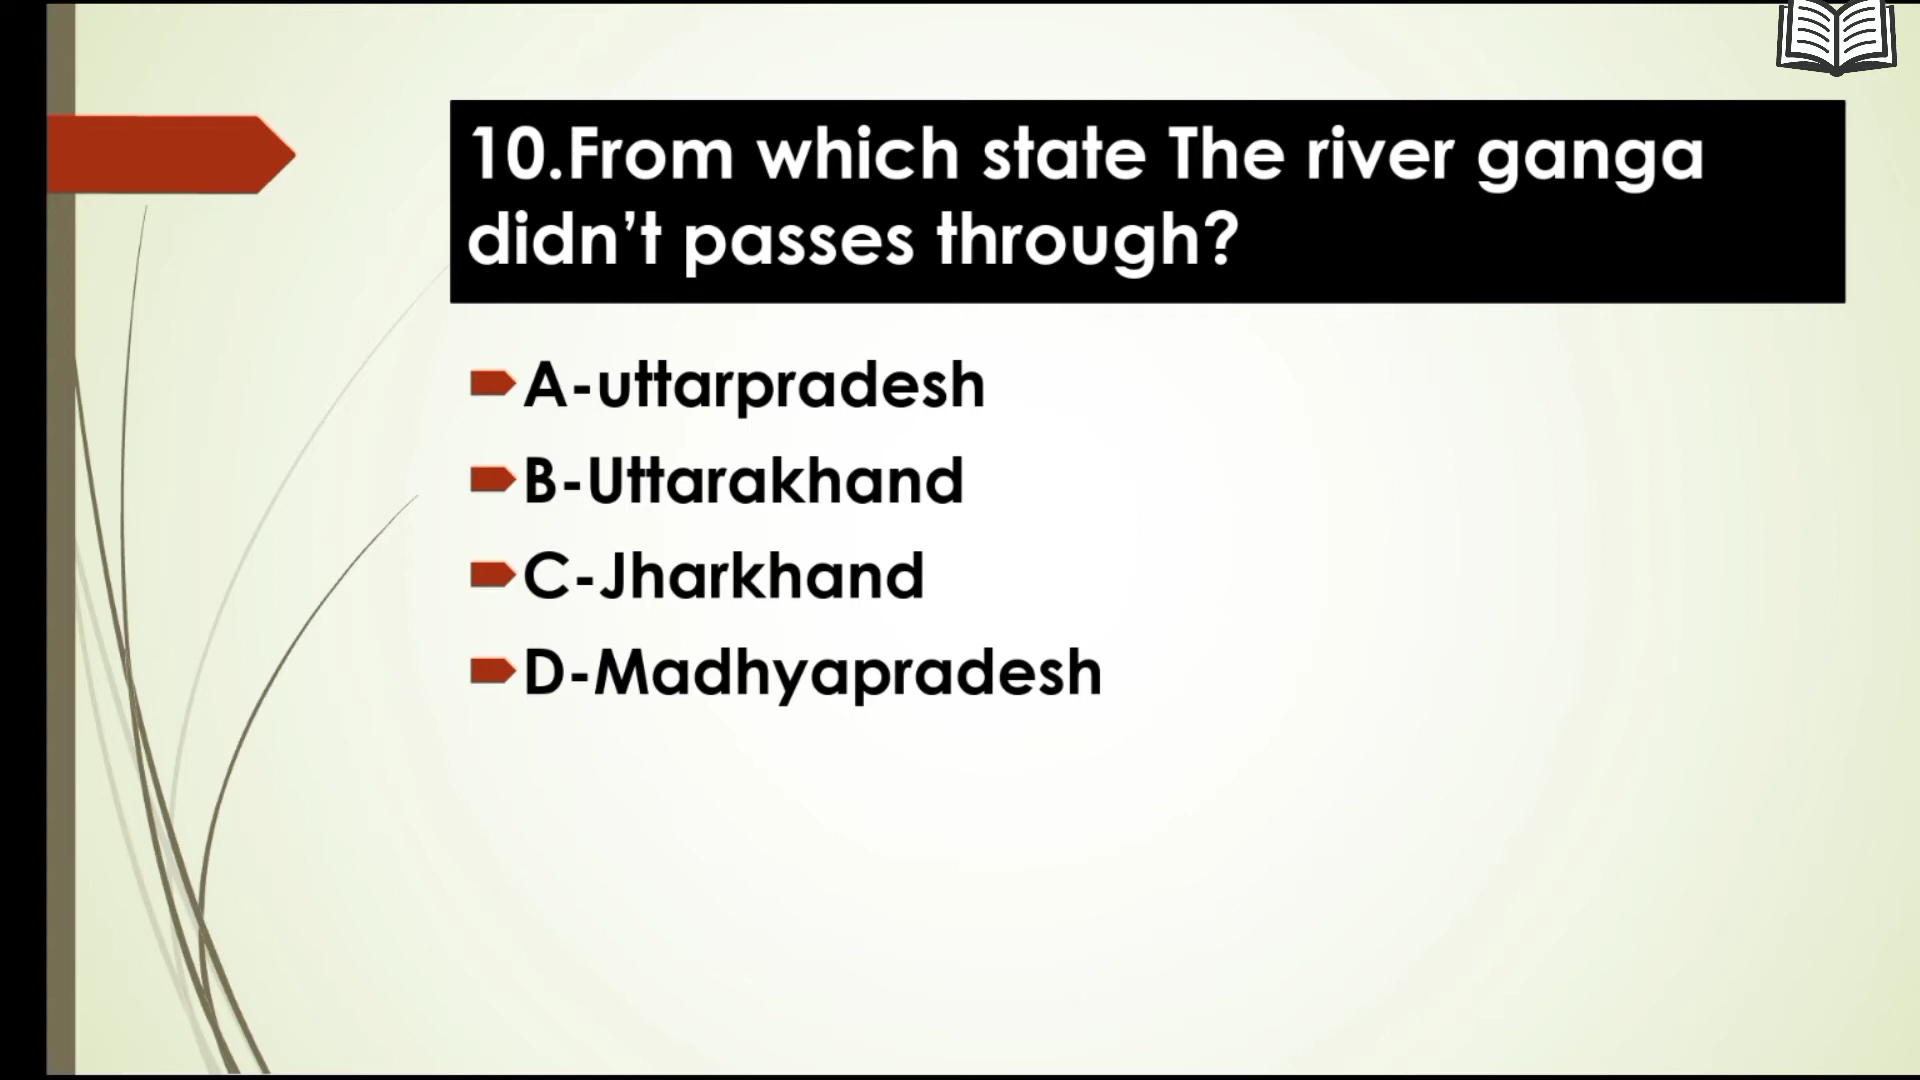 10.From which state The river ganga
didn’t passes through?
A-uttarpradesh
B-Uttarakhand
C-Jharkhand
D-Madhyapradesh